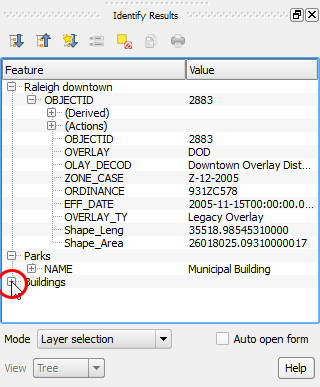 Identify Results
Feature Value
Raleigh downtown
OBJECTID 2883
(Derived)
(Actions)
OBJECTID 2883
OVERLAY DOD
OLAY_DECOD Downtown Overlay Dist...
ZONE_CASE Z-12-2005
ORDINANCE 931ZC578
EFF_DATE 2005-11-15T00:00:00.0...
OVERLAY_TY Legacy Overlay
Shape_Leng 35518.98545310000
Shape_Area 26018025.09310000017
Parks
NAME Municipal Building
Buildings
Mode Layer selection Auto open form
View Tree Help